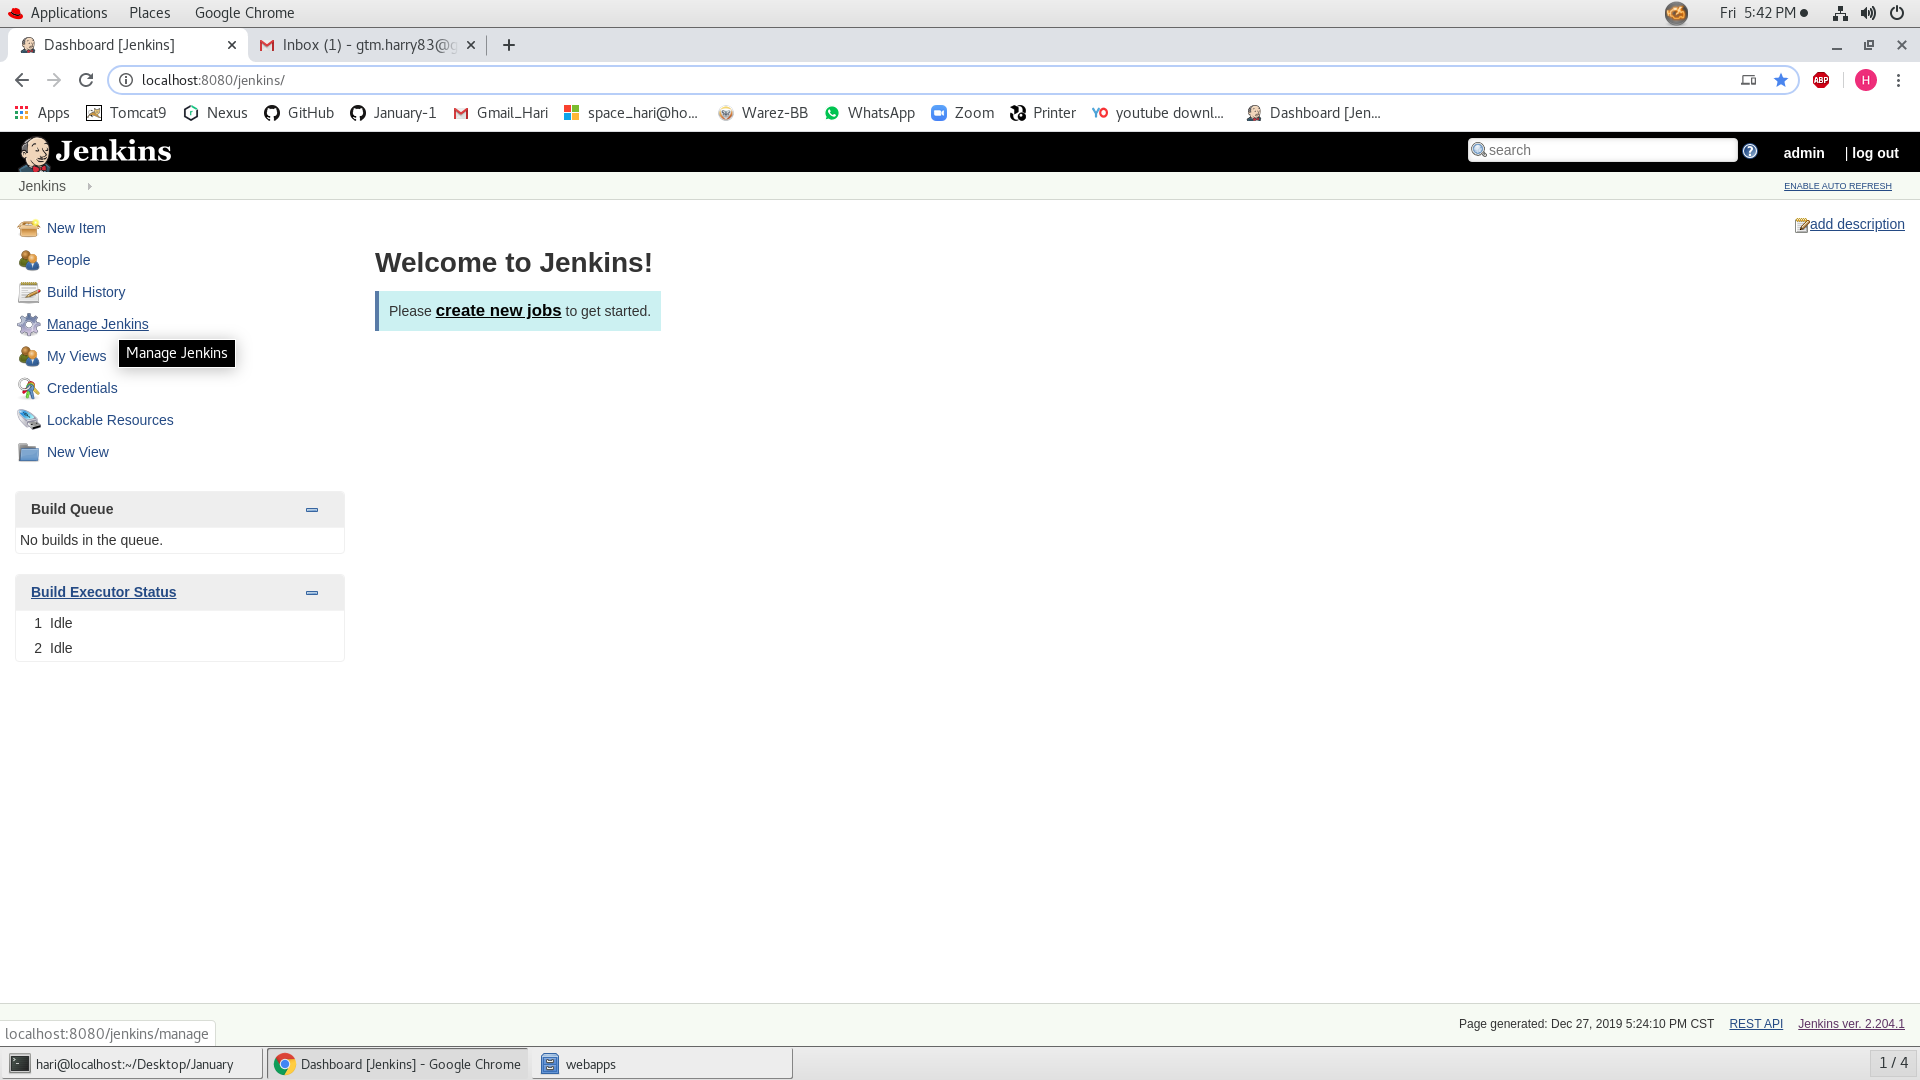 Applications Places Google Chrome Fri 5:42 PM
Dashboard [Jenkins] Inbox (1) - gtm.harry83@g
localhost:8080/jenkins/ ABP H
Apps Tomcat9 Nexus GitHub January-1 Gmail_Hari space_hari@ho... Warez-BB WhatsApp Zoom Printer YO youtube downl... Dashboard [Jen...
Jenkins search ? admin | log out
Jenkins ENABLE AUTO REFRESH
add description
New Item
People
Build History
Manage Jenkins
My Views
Manage Jenkins
Credentials
Lockable Resources
New View
Welcome to Jenkins!
Please create new jobs to get started.
Build Queue
No builds in the queue.
Build Executor Status
1 Idle
2 Idle
Page generated: Dec 27, 2019 5:24:10 PM CST REST API Jenkins ver. 2.204.1
localhost:8080/jenkins/manage
hari@localhost:~/Desktop/January Dashboard [Jenkins] - Google Chrome webapps 1 / 4